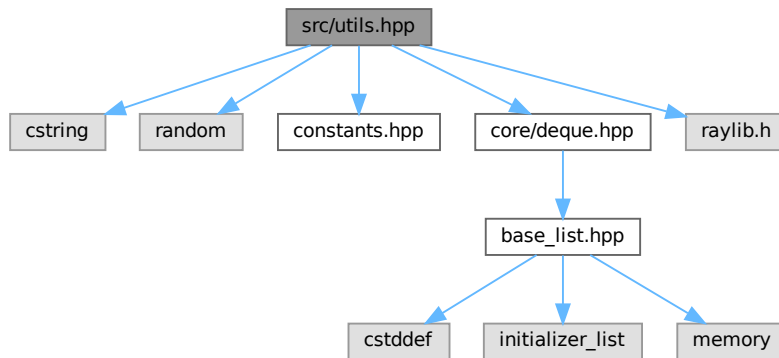 src/utils.hpp
cstring
random
constants.hpp
core/deque.hpp
raylib.h
base_list.hpp
cstddef
initializer_list
memory